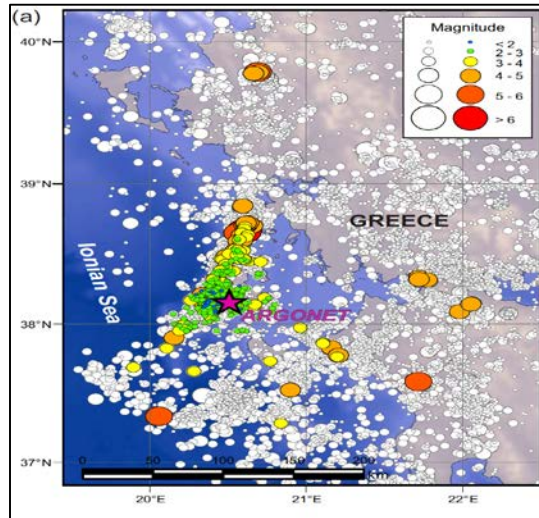 (a)
Magnitude
< 2
2 - 3
3 - 4
4 - 5
5 - 6
> 6
40°N
39°N
38°N
37°N
GREECE
Ionian Sea
ARGONET
0 50 100 150 200
km
20°E 21°E 22°E